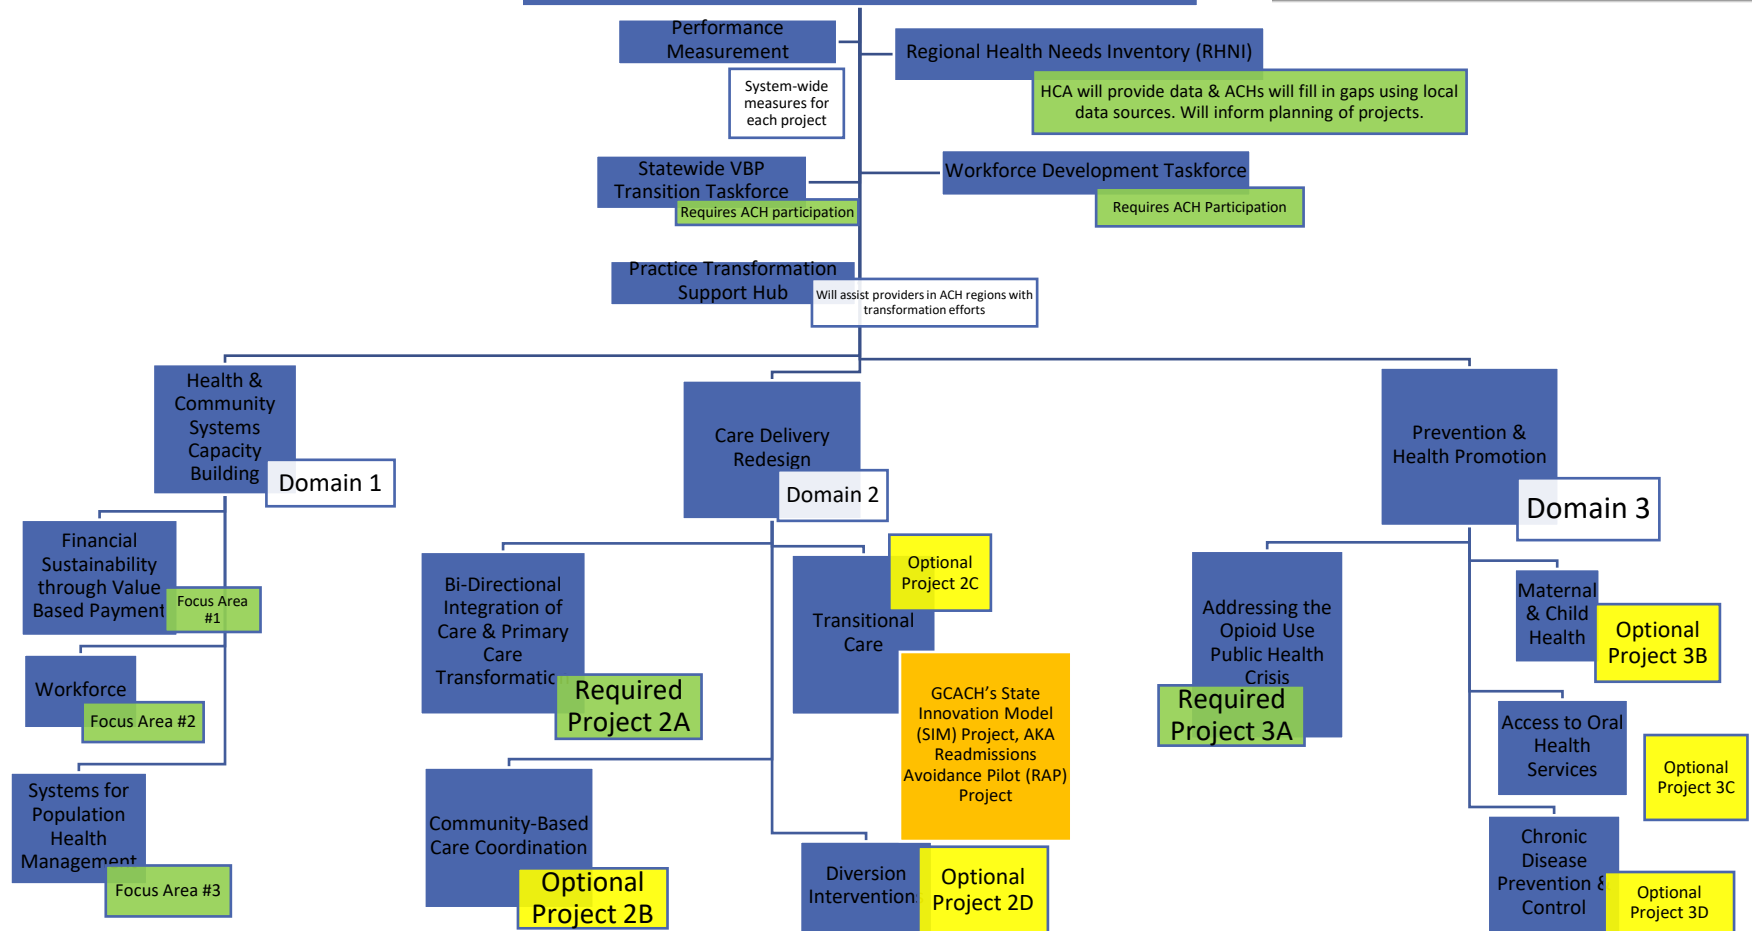 Performance
Measurement
System-wide
measures for
each project
Regional Health Needs Inventory (RHNI)
HCA will provide data & ACHs will fill in gaps using local
data sources. Will inform planning of projects.
Statewide VBP
Transition Taskforce
Requires ACH participation
Workforce Development Taskforce
Requires ACH Participation
Practice Transformation
Support Hub
Will assist providers in ACH regions with
transformation efforts
Health &
Community
Systems
Capacity
Building
Domain 1
Financial
Sustainability
through Value
Based Payment
Focus Area
#1
Workforce
Focus Area #2
Systems for
Population
Health
Management
Focus Area #3
Care Delivery
Redesign
Domain 2
Bi-Directional
Integration of
Care & Primary
Care
Transformation
Required
Project 2A
Optional
Project 2C
Transitional
Care
GCACH's State
Innovation Model
(SIM) Project, AKA
Readmissions
Avoidance Pilot (RAP)
Project
Community-Based
Care Coordination
Optional
Project 2B
Diversion
Interventions
Optional
Project 2D
Prevention &
Health Promotion
Domain 3
Addressing the
Opioid Use
Public Health
Crisis
Required
Project 3A
Maternal
& Child
Health
Optional
Project 3B
Access to Oral
Health
Services
Optional
Project 3C
Chronic
Disease
Prevention &
Control
Optional
Project 3D